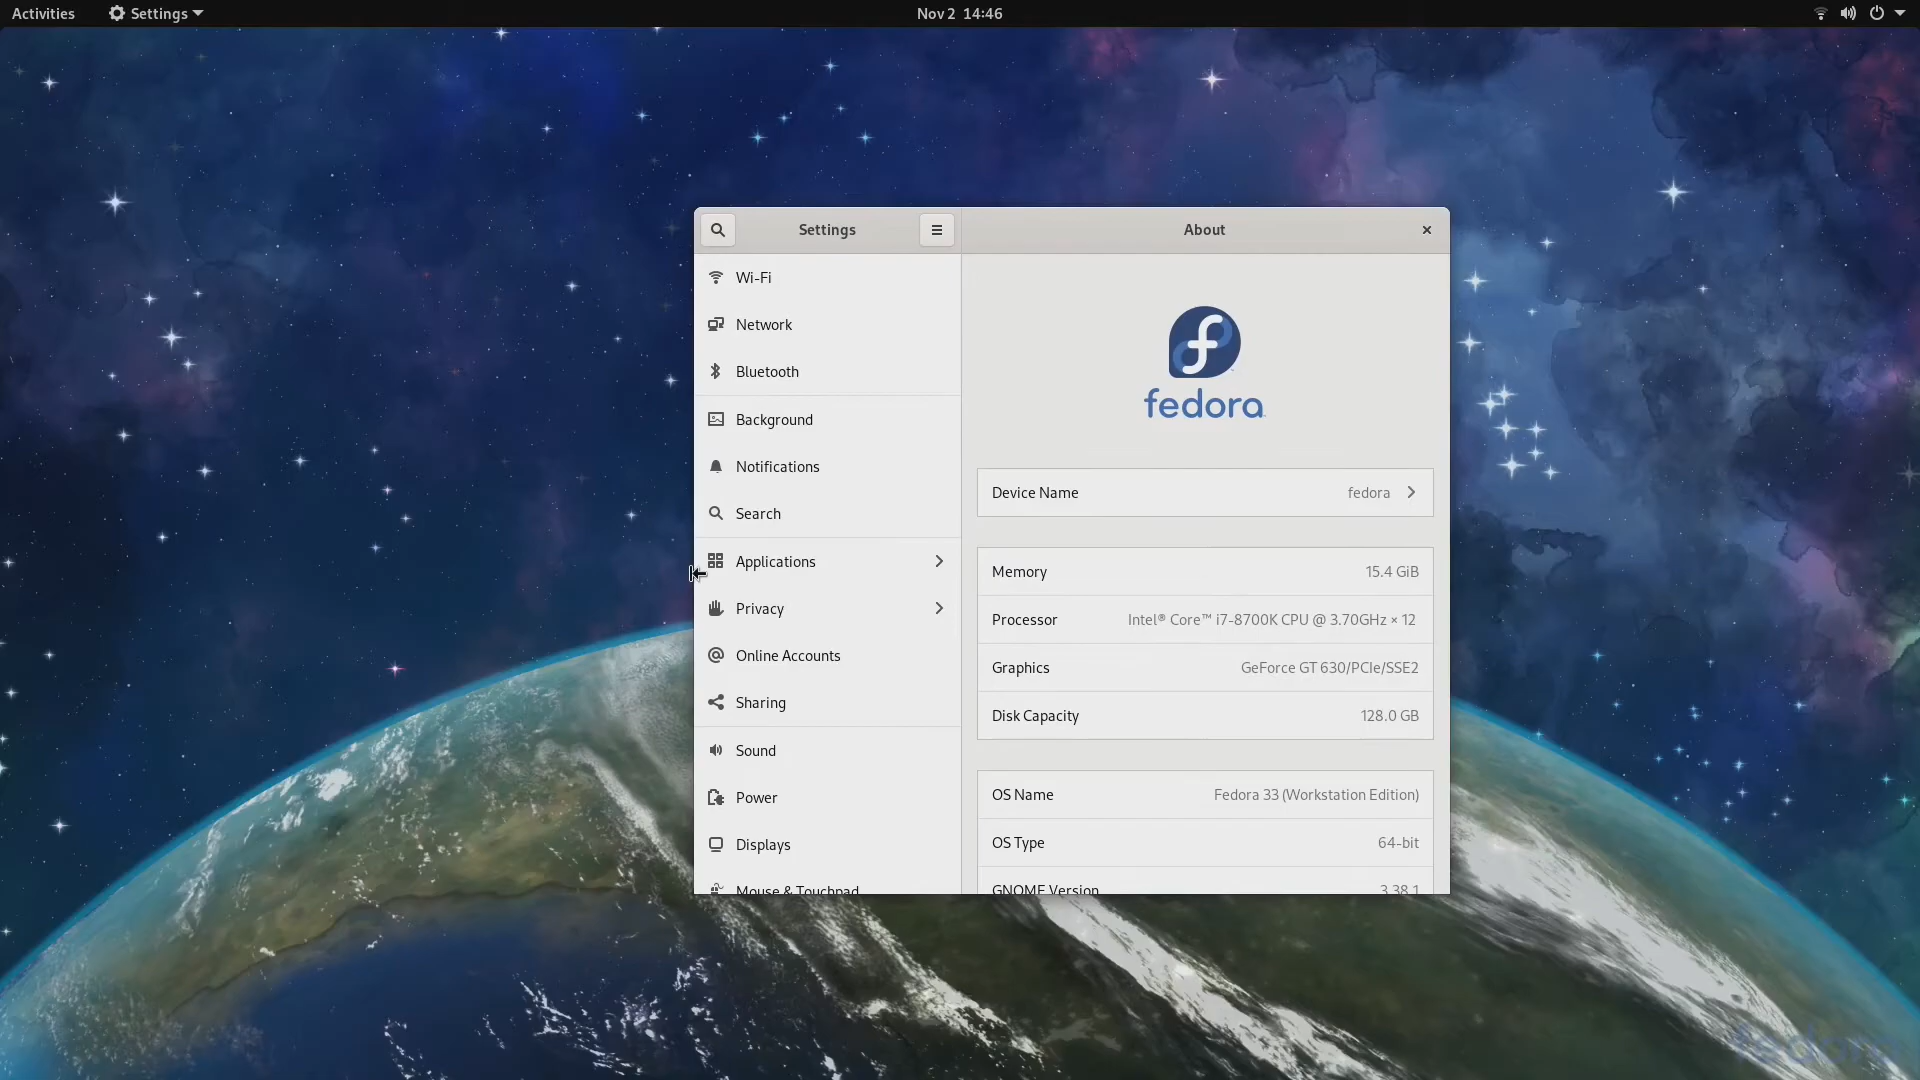 Activities
Settings
Nov 2 14:46
Settings
About
Wi-Fi
Network
Bluetooth
Background
Notifications
Search
Applications
Privacy
Online Accounts
Sharing
Sound
Power
Displays
Mouse & Touchpad
fedora
Device Name fedora
Memory 15.4 GiB
Processor Intel® Core™ i7-8700K CPU @ 3.70GHz × 12
Graphics GeForce GT 630/PCIe/SSE2
Disk Capacity 128.0 GB
OS Name Fedora 33 (Workstation Edition)
OS Type 64-bit
GNOME Version 3.38.1
fedora